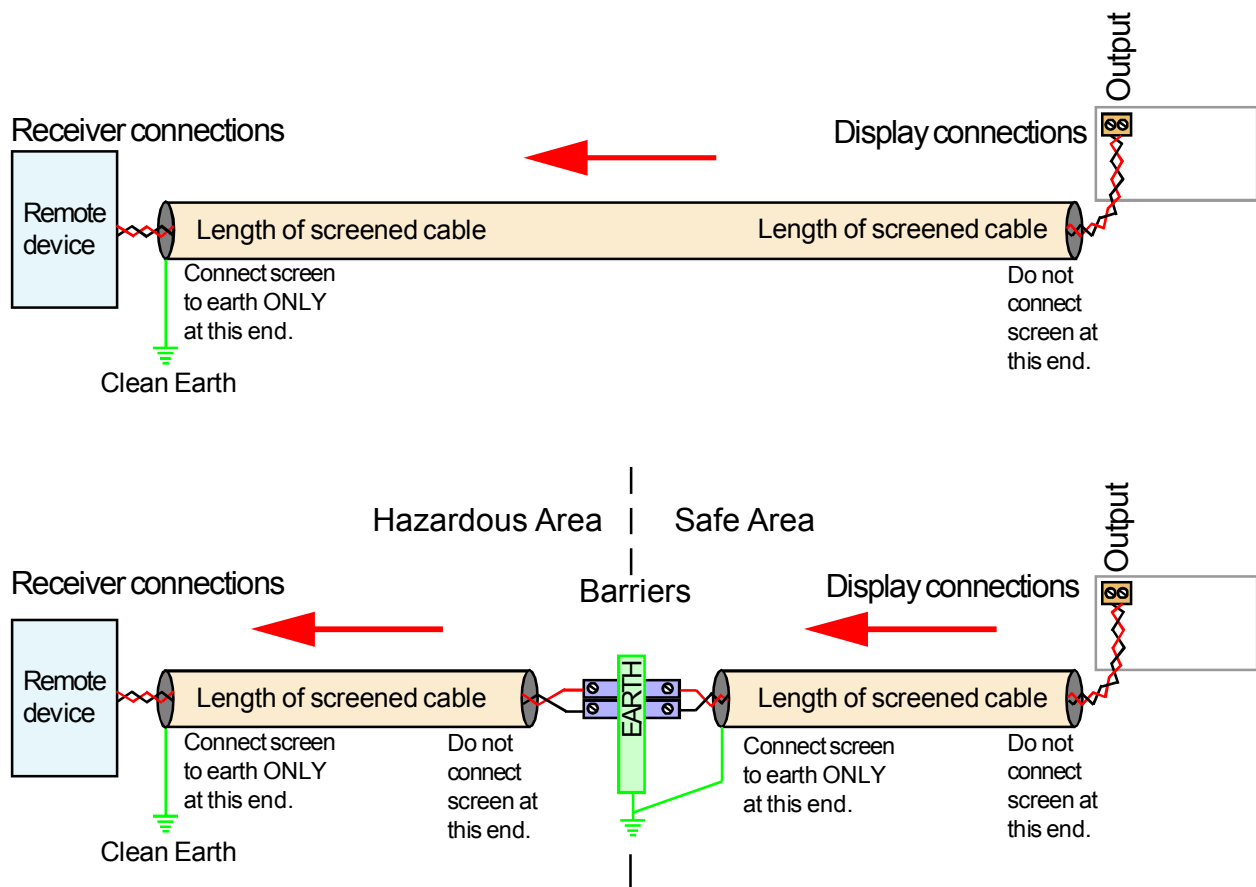 Output
Receiver connections
Display connections
Remote
device
Length of screened cable
Length of screened cable
Connect screen
to earth ONLY
at this end.
Do not
connect
screen at
this end.
Clean Earth
Hazardous Area
Safe Area
Output
Receiver connections
Barriers
Display connections
Remote
device
Length of screened cable
EARTH
Length of screened cable
Connect screen
to earth ONLY
at this end.
Do not
connect
screen at
this end.
Connect screen
to earth ONLY
at this end.
Do not
connect
screen at
this end.
Clean Earth